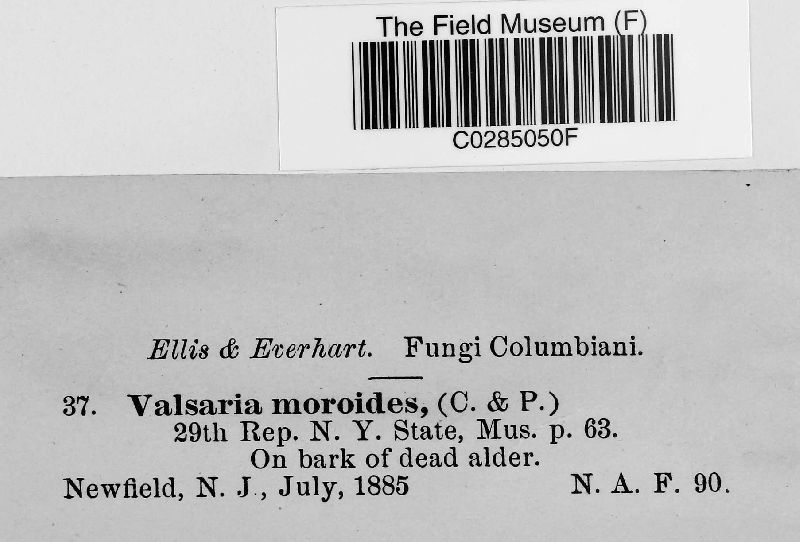 The Field Museum (F)
C0285050F
Ellis & Everhart. Fungi Columbiani.
37. Valsaria moroides, (C. & P.)
29th Rep. N. Y. State, Mus. p. 63.
On bark of dead alder.
Newfield, N. J., July, 1885 N. A. F. 90.